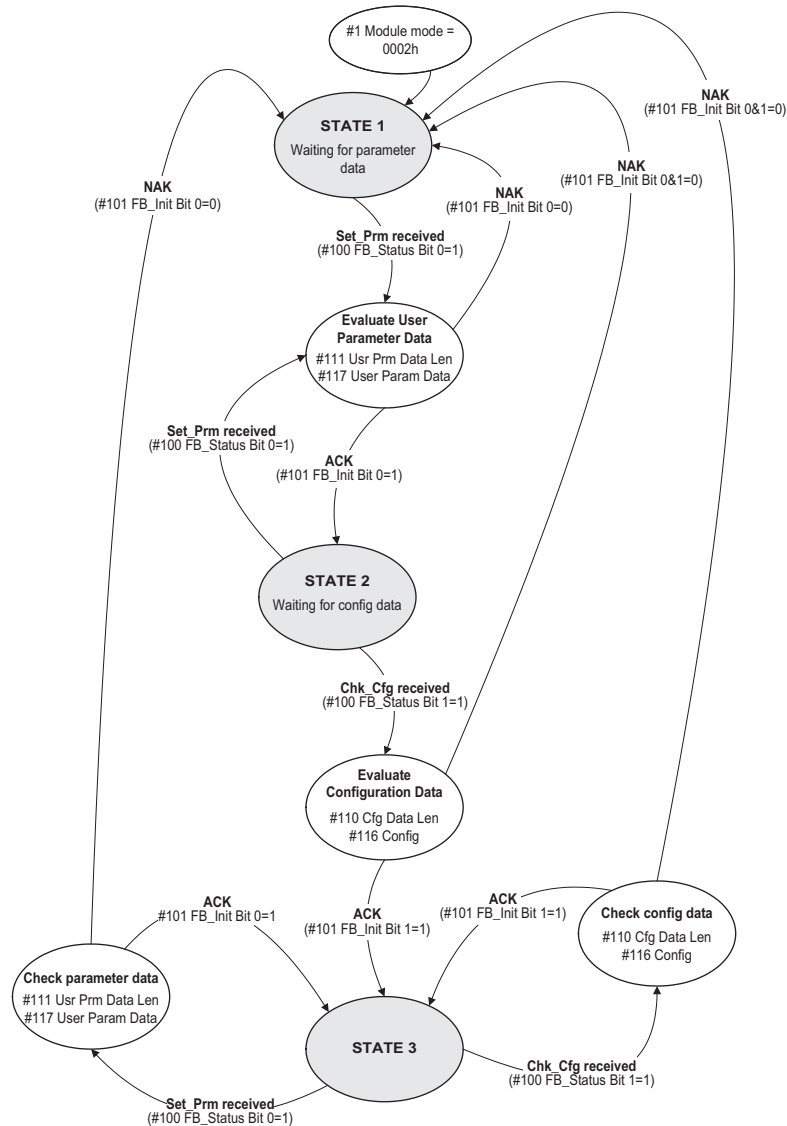 #1 Module mode =
0002h
STATE 1
Waiting for parameter
data
NAK
(#101 FB_Init Bit 0&1=0)
NAK
(#101 FB_Init Bit 0&1=0)
NAK
(#101 FB_Init Bit 0=0)
NAK
(#101 FB_Init Bit 0=0)
Set_Prm received
(#100 FB_Status Bit 0=1)
Evaluate User
Parameter Data
#111 Usr Prm Data Len
#117 User Param Data
Set_Prm received
(#100 FB_Status Bit 0=1)
ACK
(#101 FB_Init Bit 0=1)
STATE 2
Waiting for config data
Chk_Cfg received
(#100 FB_Status Bit 1=1)
Evaluate
Configuration Data
#110 Cfg Data Len
#116 Config
ACK
#101 FB_Init Bit 0=1
ACK
(#101 FB_Init Bit 1=1)
ACK
(#101 FB_Init Bit 1=1)
Check config data
#110 Cfg Data Len
#116 Config
Check parameter data
#111 Usr Prm Data Len
#117 User Param Data
STATE 3
Chk_Cfg received
(#100 FB_Status Bit 1=1)
Set_Prm received
(#100 FB_Status Bit 0=1)